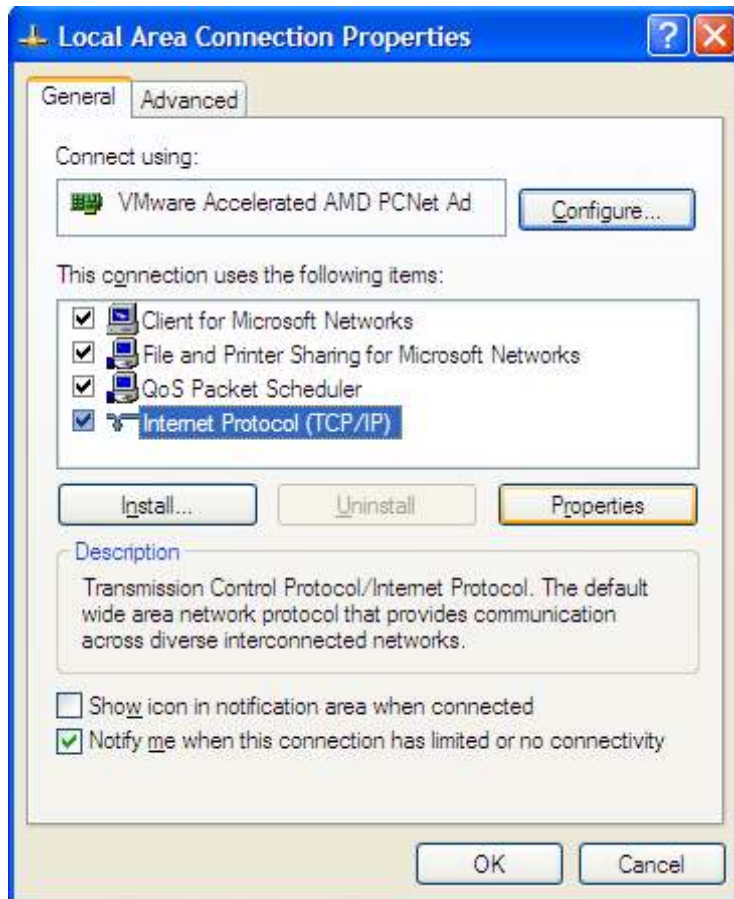 Local Area Connection Properties
?
General
Advanced
Connect using:
VMware Accelerated AMD PCNet Ad
Configure...
This connection uses the following items:
Client for Microsoft Networks
File and Printer Sharing for Microsoft Networks
QoS Packet Scheduler
Internet Protocol (TCP/IP)
Install...
Uninstall
Properties
Description
Transmission Control Protocol/Internet Protocol. The default
wide area network protocol that provides communication
across diverse interconnected networks.
Show icon in notification area when connected
Notify me when this connection has limited or no connectivity
OK
Cancel